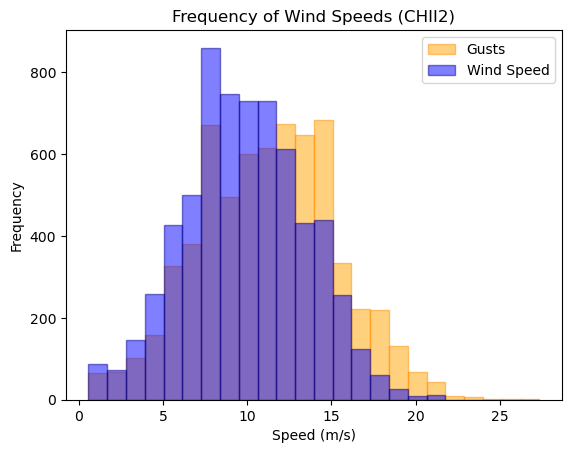 Frequency of Wind Speeds (CHII2)
Gusts
Wind Speed
800
600
400
200
0
Frequency
0 5 10 15 20 25
Speed (m/s)